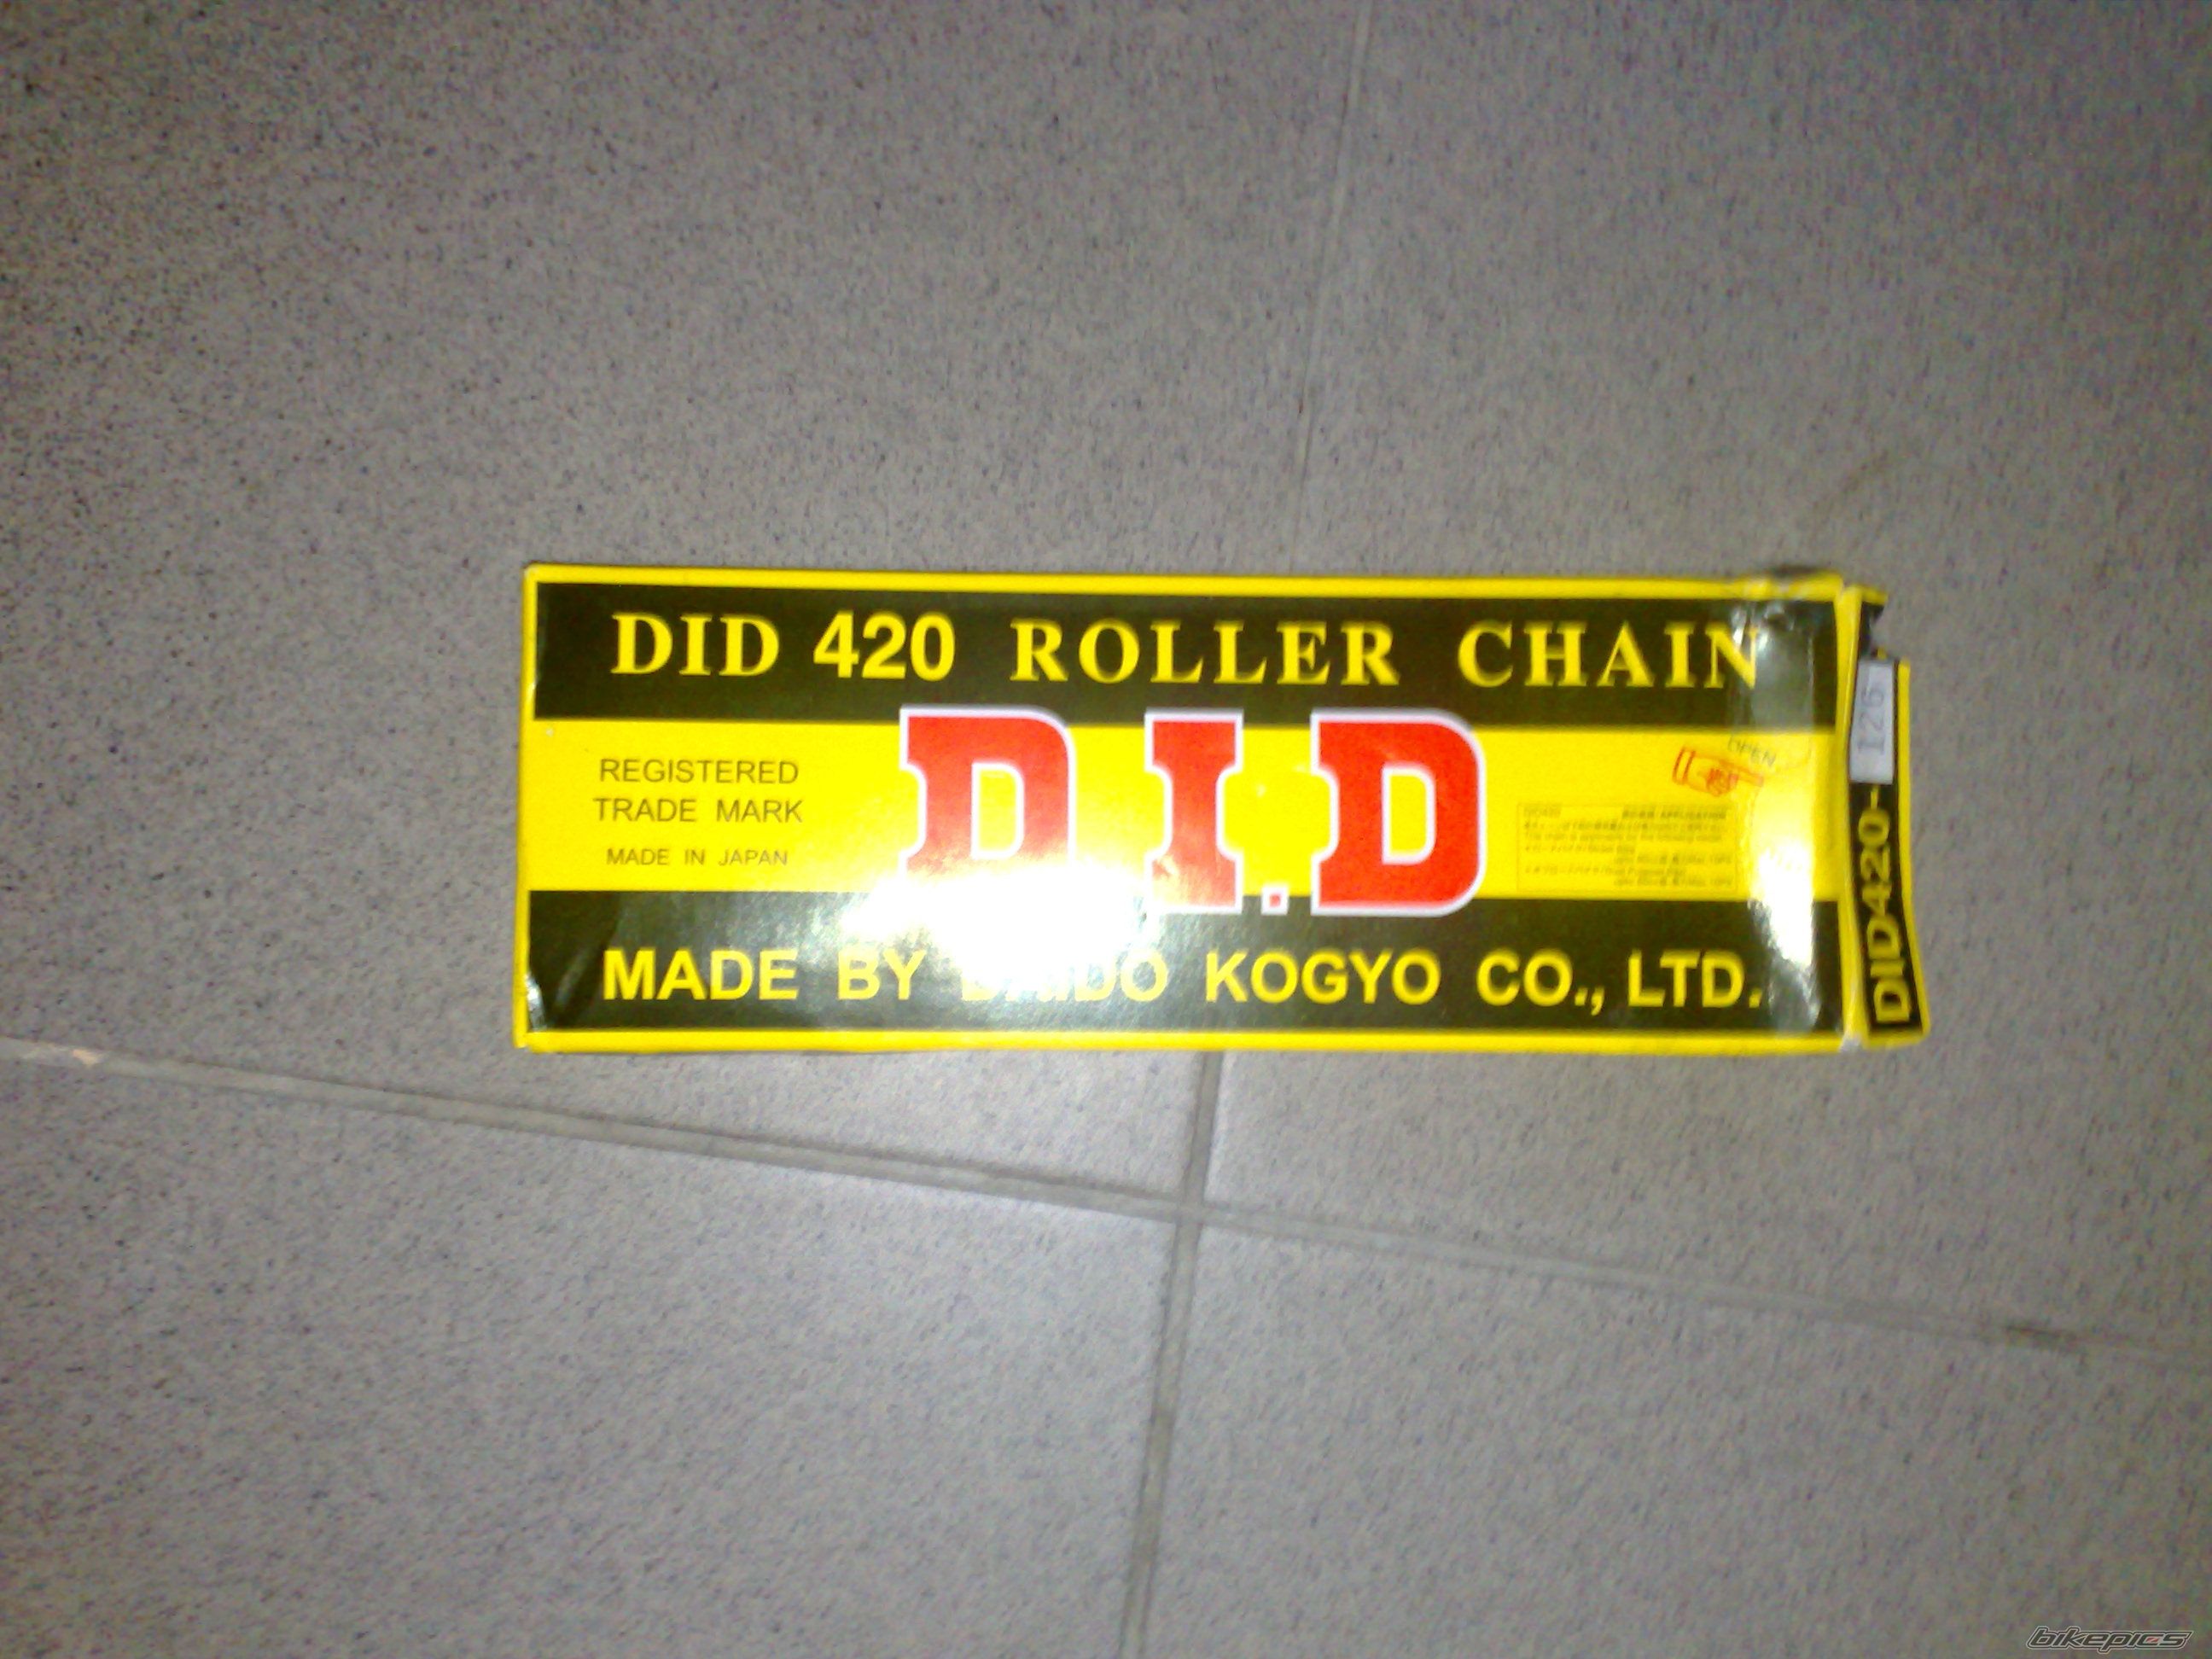 DID 420 ROLLER CHAIN
D.I.D
REGISTERED
TRADE MARK
MADE IN JAPAN
OPEN
MADE BY DAIDO KOGYO CO., LTD.
DID420-
126
bikepics